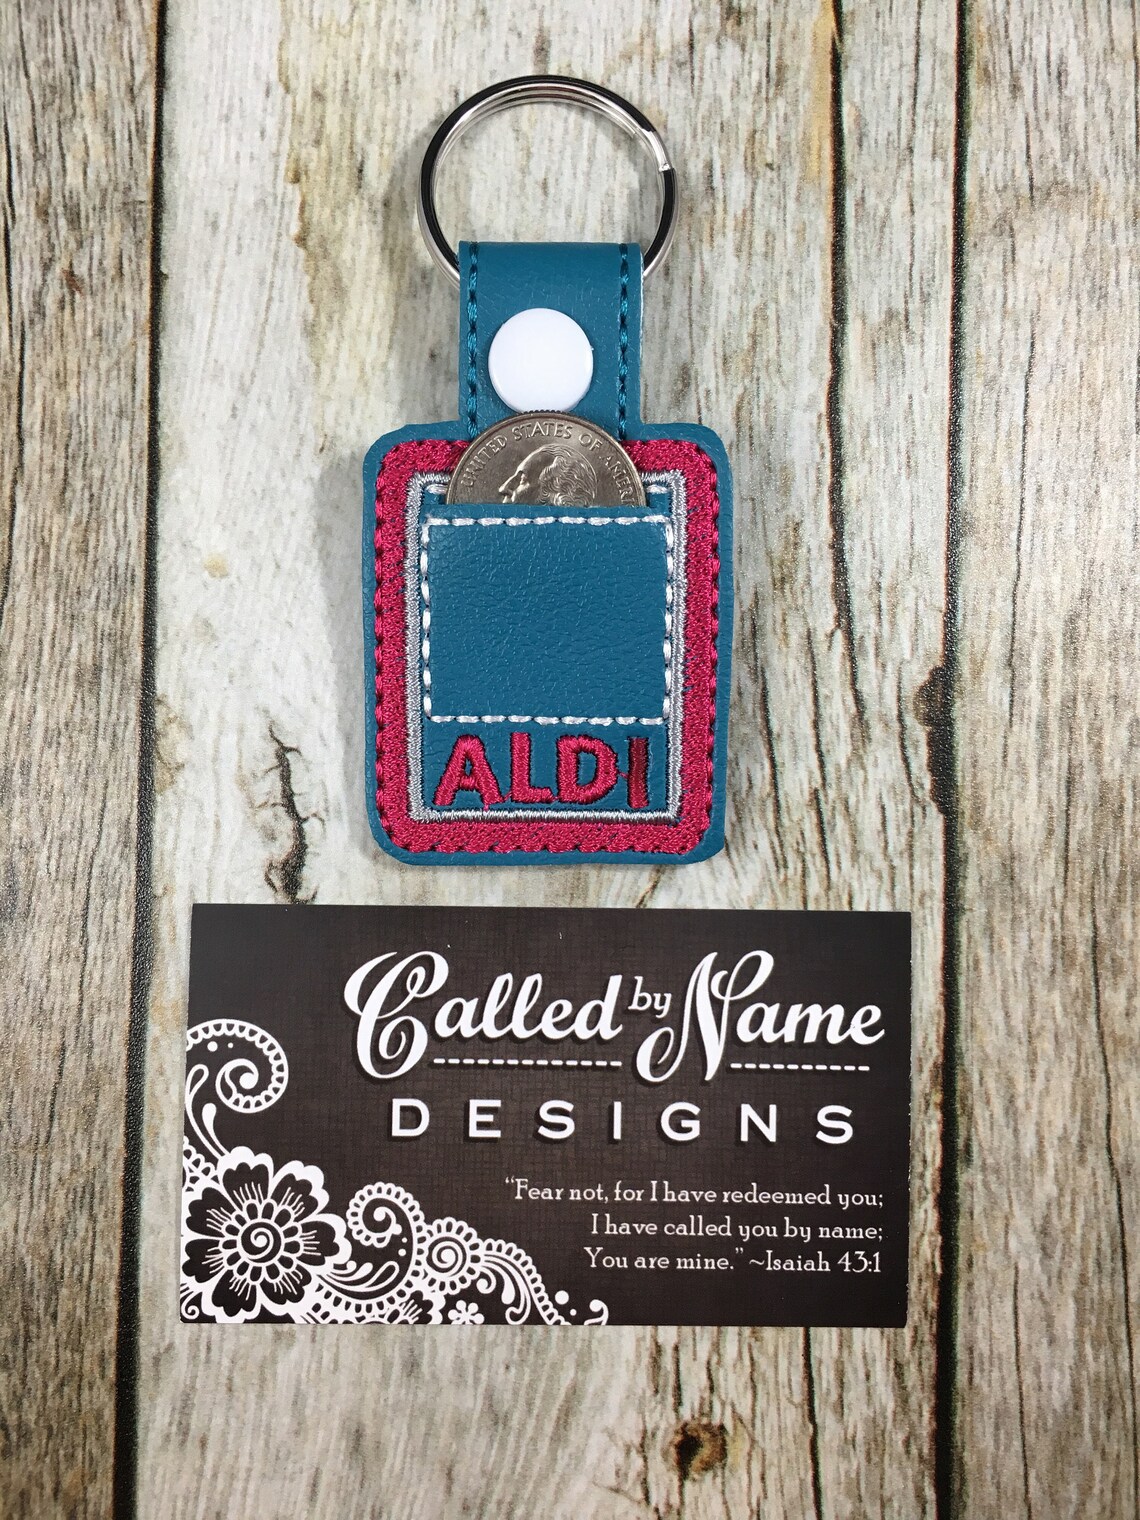 UNITED STATES OF AMERI
ALDI
Called by Name
DESIGNS
“Fear not, for I have redeemed you;
I have called you by name;
You are mine.” ~Isaiah 43:1